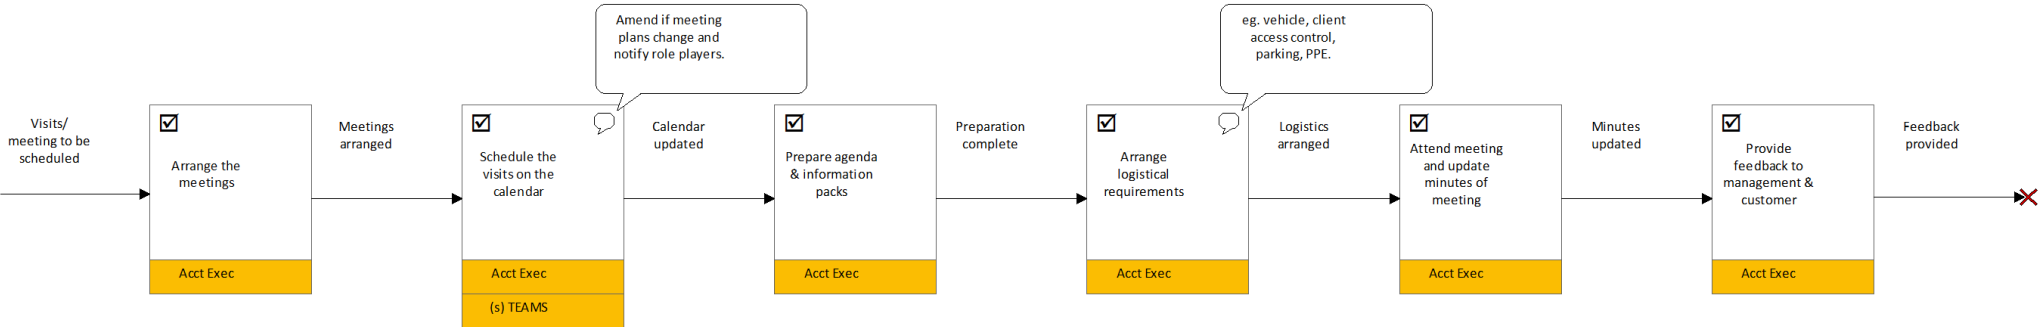 Amend if meeting
plans change and
notify role players.
eg. vehicle, client
access control,
parking, PPE.
Visits/
meeting to be
scheduled
Arrange the
meetings
Acct Exec
Meetings
arranged
Schedule the
visits on the
calendar
Acct Exec
(s) TEAMS
Calendar
updated
Prepare agenda
& information
packs
Acct Exec
Preparation
complete
Arrange
logistical
requirements
Acct Exec
Logistics
arranged
Attend meeting
and update
minutes of
meeting
Acct Exec
Minutes
updated
Provide
feedback to
management &
customer
Acct Exec
Feedback
provided